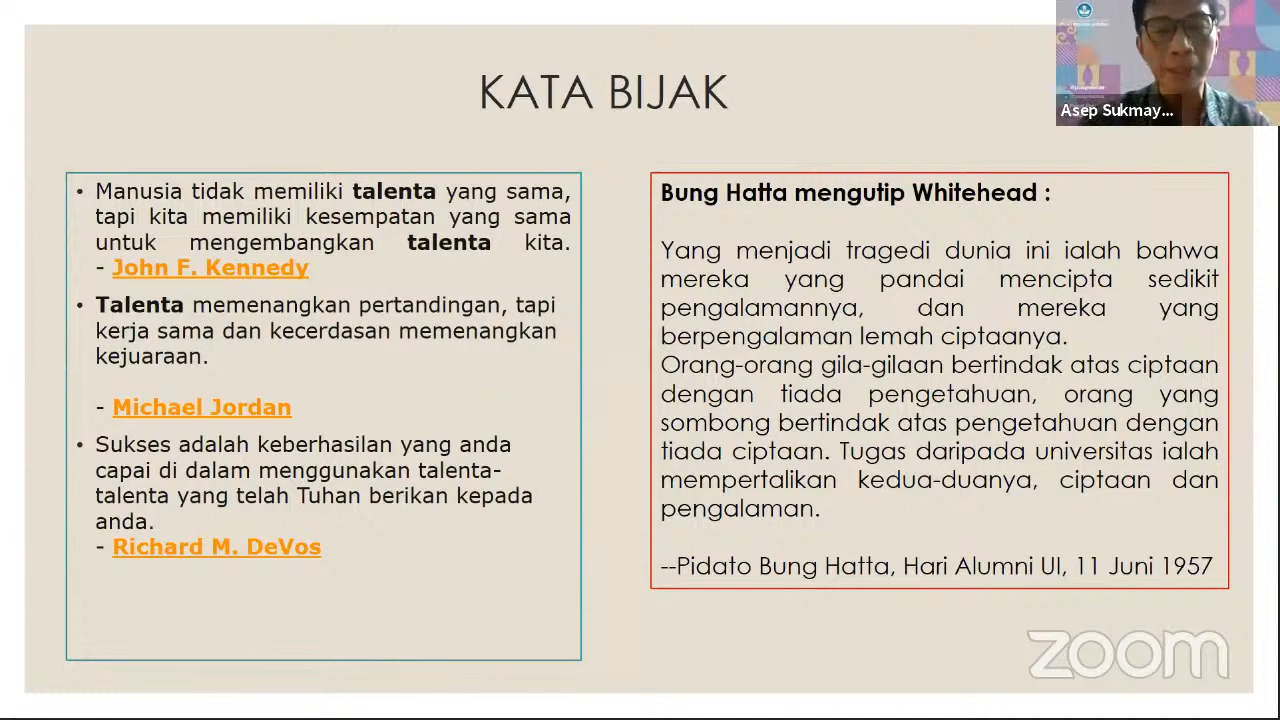 KATA BIJAK
Asep Sukmay...
• Manusia tidak memiliki talenta yang sama,
tapi kita memiliki kesempatan yang sama
untuk mengembangkan talenta kita.
- John F. Kennedy
• Talenta memenangkan pertandingan, tapi
kerja sama dan kecerdasan memenangkan
kejuaraan.
- Michael Jordan
• Sukses adalah keberhasilan yang anda
capai di dalam menggunakan talenta-
talenta yang telah Tuhan berikan kepada
anda.
- Richard M. DeVos
Bung Hatta mengutip Whitehead :
Yang menjadi tragedi dunia ini ialah bahwa
mereka yang pandai mencipta sedikit
pengalamannya, dan mereka yang
berpengalaman lemah ciptaanya.
Orang-orang gila-gilaan bertindak atas ciptaan
dengan tiada pengetahuan, orang yang
sombong bertindak atas pengetahuan dengan
tiada ciptaan. Tugas daripada universitas ialah
mempertalikan kedua-duanya, ciptaan dan
pengalaman.
--Pidato Bung Hatta, Hari Alumni UI, 11 Juni 1957
zoom